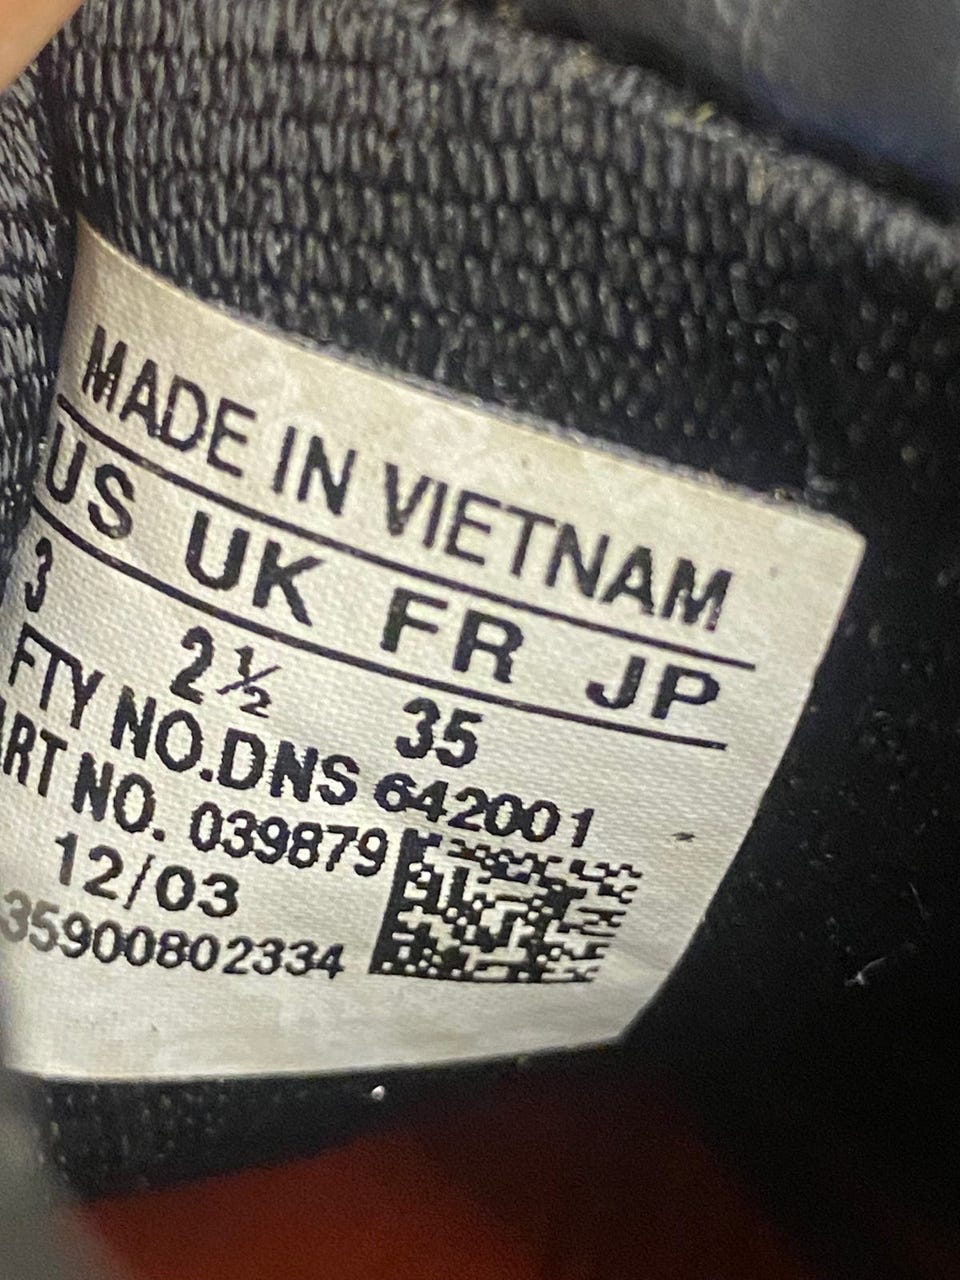 MADE IN VIETNAM
US UK FR JP
3 2½ 35
FTY NO.DNS 642001
ART NO. 039879
12/03
35900802334